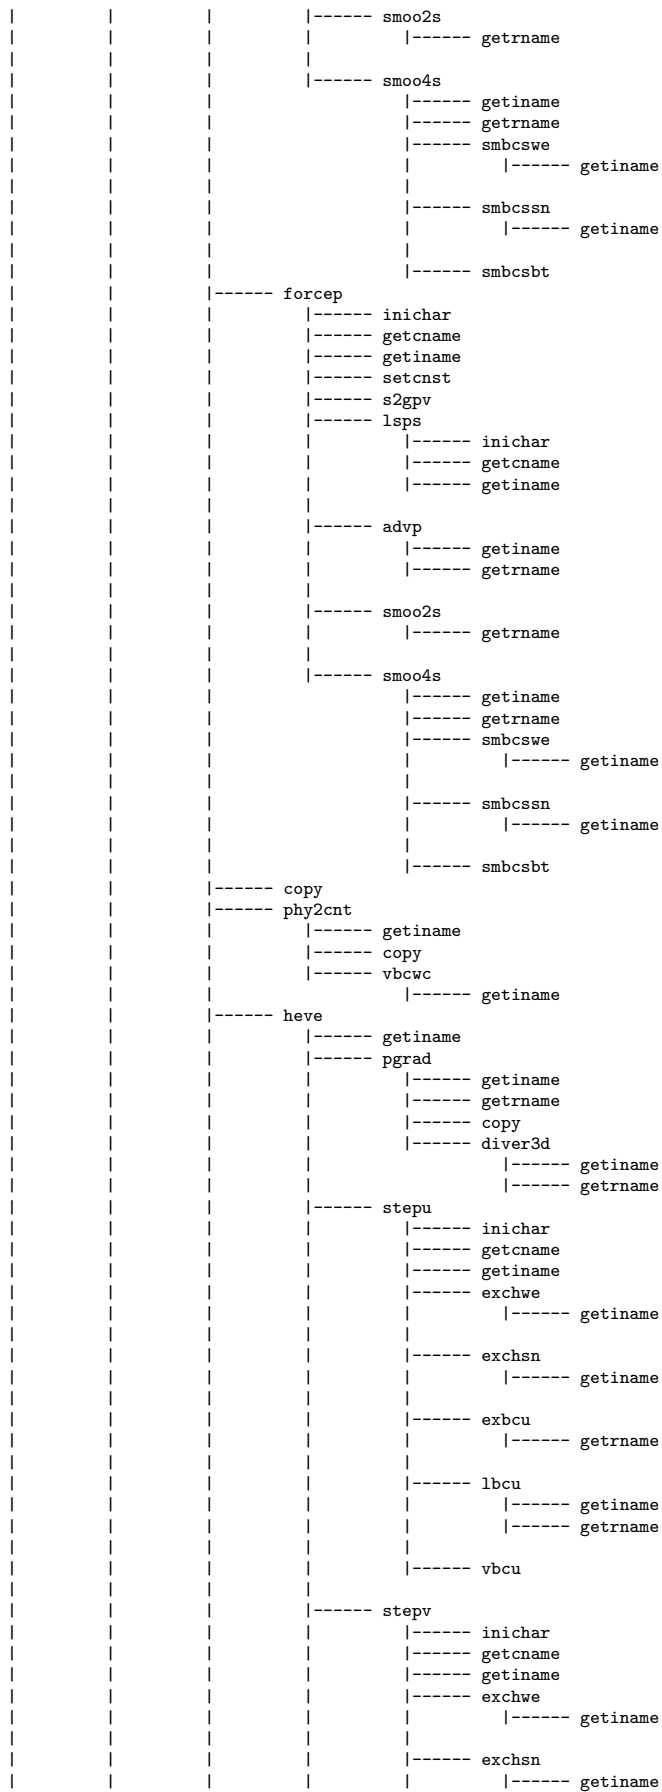 |           |           |           |------ smoo2s
|           |           |           |           |------ getrname
|           |           |           |
|           |           |           |------ smoo4s
|           |           |                       |------ getiname
|           |           |                       |------ getrname
|           |           |                       |------ smbcswe
|           |           |                       |           |------ getiname
|           |           |                       |
|           |           |                       |------ smbcssn
|           |           |                       |           |------ getiname
|           |           |                       |
|           |           |                       |------ smbcsbt
|           |           |------ forcep
|           |           |           |------ inichar
|           |           |           |------ getcname
|           |           |           |------ getiname
|           |           |           |------ setcnst
|           |           |           |------ s2gpv
|           |           |           |------ lsps
|           |           |           |           |------ inichar
|           |           |           |           |------ getcname
|           |           |           |           |------ getiname
|           |           |           |
|           |           |           |------ advp
|           |           |           |           |------ getiname
|           |           |           |           |------ getrname
|           |           |           |
|           |           |           |------ smoo2s
|           |           |           |           |------ getrname
|           |           |           |
|           |           |           |------ smoo4s
|           |           |                       |------ getiname
|           |           |                       |------ getrname
|           |           |                       |------ smbcswe
|           |           |                       |           |------ getiname
|           |           |                       |
|           |           |                       |------ smbcssn
|           |           |                       |           |------ getiname
|           |           |                       |
|           |           |                       |------ smbcsbt
|           |           |------ copy
|           |           |------ phy2cnt
|           |           |           |------ getiname
|           |           |           |------ copy
|           |           |           |------ vbcwc
|           |           |                       |------ getiname
|           |           |------ heve
|           |           |           |------ getiname
|           |           |           |------ pgrad
|           |           |           |           |------ getiname
|           |           |           |           |------ getrname
|           |           |           |           |------ copy
|           |           |           |           |------ diver3d
|           |           |           |                       |------ getiname
|           |           |           |                       |------ getrname
|           |           |           |------ stepu
|           |           |           |           |------ inichar
|           |           |           |           |------ getcname
|           |           |           |           |------ getiname
|           |           |           |           |------ exchwe
|           |           |           |           |           |------ getiname
|           |           |           |           |
|           |           |           |           |------ exchsn
|           |           |           |           |           |------ getiname
|           |           |           |           |
|           |           |           |           |------ exbcu
|           |           |           |           |           |------ getrname
|           |           |           |           |
|           |           |           |           |------ lbcu
|           |           |           |           |           |------ getiname
|           |           |           |           |           |------ getrname
|           |           |           |           |
|           |           |           |           |------ vbcu
|           |           |           |
|           |           |           |------ stepv
|           |           |           |           |------ inichar
|           |           |           |           |------ getcname
|           |           |           |           |------ getiname
|           |           |           |           |------ exchwe
|           |           |           |           |           |------ getiname
|           |           |           |           |
|           |           |           |           |------ exchsn
|           |           |           |           |           |------ getiname